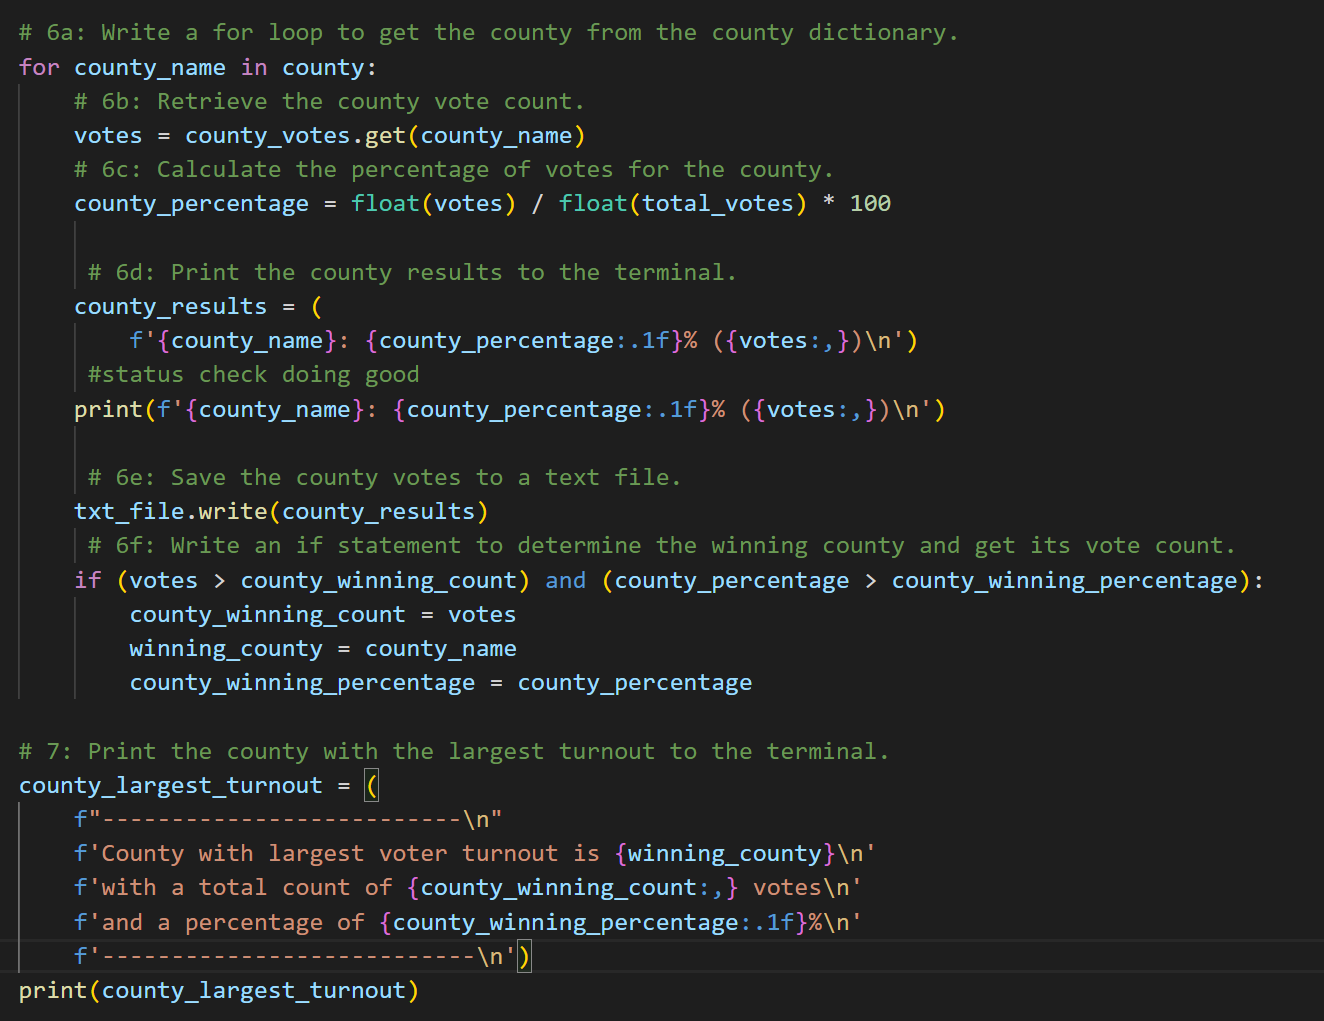 # 6a: Write a for loop to get the county from the county dictionary.
for county_name in county:
    # 6b: Retrieve the county vote count.
    votes = county_votes.get(county_name)
    # 6c: Calculate the percentage of votes for the county.
    county_percentage = float(votes) / float(total_votes) * 100

     # 6d: Print the county results to the terminal.
    county_results = (
        f'{county_name}: {county_percentage:.1f}% ({votes:,})\n')
     #status check doing good
    print(f'{county_name}: {county_percentage:.1f}% ({votes:,})\n')

     # 6e: Save the county votes to a text file.
    txt_file.write(county_results)
     # 6f: Write an if statement to determine the winning county and get its vote count.
    if (votes > county_winning_count) and (county_percentage > county_winning_percentage):
        county_winning_count = votes
        winning_county = county_name
        county_winning_percentage = county_percentage

# 7: Print the county with the largest turnout to the terminal.
county_largest_turnout = (
    f"--------------------------\n"
    f'County with largest voter turnout is {winning_county}\n'
    f'with a total count of {county_winning_count:,} votes\n'
    f'and a percentage of {county_winning_percentage:.1f}%\n'
    f'---------------------------\n')
print(county_largest_turnout)